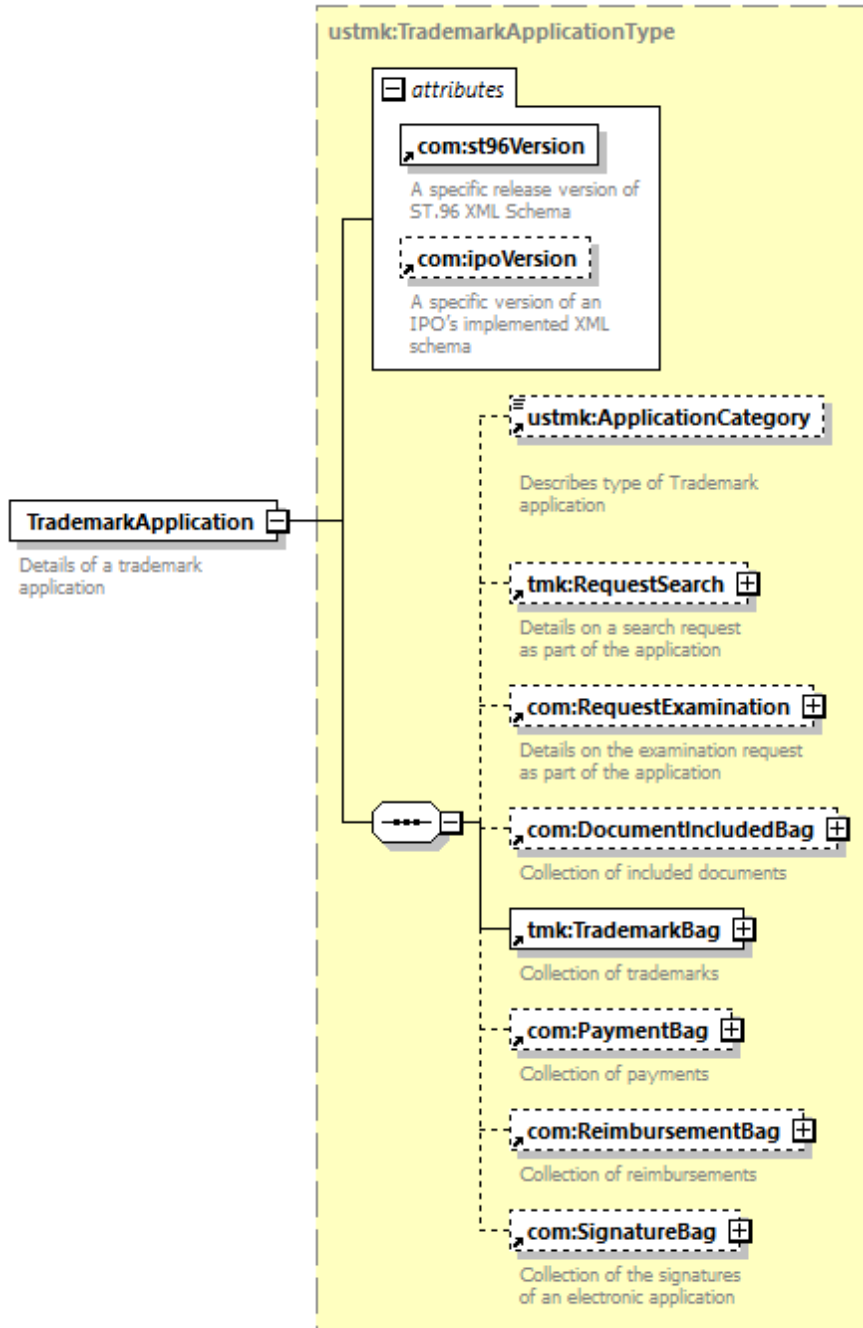 ustmk:TrademarkApplicationType
attributes
com:st96Version
A specific release version of
ST.96 XML Schema
com:ipoVersion
A specific version of an
IPO's implemented XML
schema
ustmk:ApplicationCategory
Describes type of Trademark
application
TrademarkApplication
Details of a trademark
application
tmk:RequestSearch
Details on a search request
as part of the application
com:RequestExamination
Details on the examination request
as part of the application
com:DocumentIncludedBag
Collection of included documents
tmk:TrademarkBag
Collection of trademarks
com:PaymentBag
Collection of payments
com:ReimbursementBag
Collection of reimbursements
com:SignatureBag
Collection of the signatures
of an electronic application